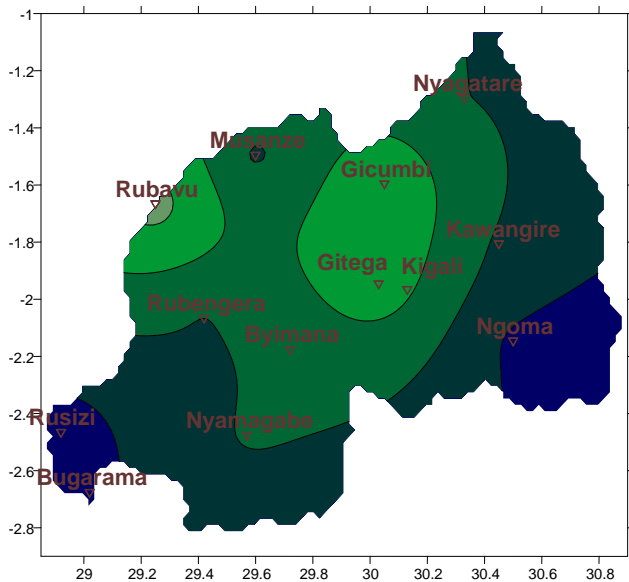 -1
-1.2
Nyagatare
-1.4
Musanze
Gicumbi
-1.6
Rubavu
-1.8
Kawangire
Gitega
Kigali
-2
Rubengera
Byimana
Ngoma
-2.2
-2.4
Rusizi
Nyamagabe
-2.6
Bugarama
-2.8
29 29.2 29.4 29.6 29.8 30 30.2 30.4 30.6 30.8